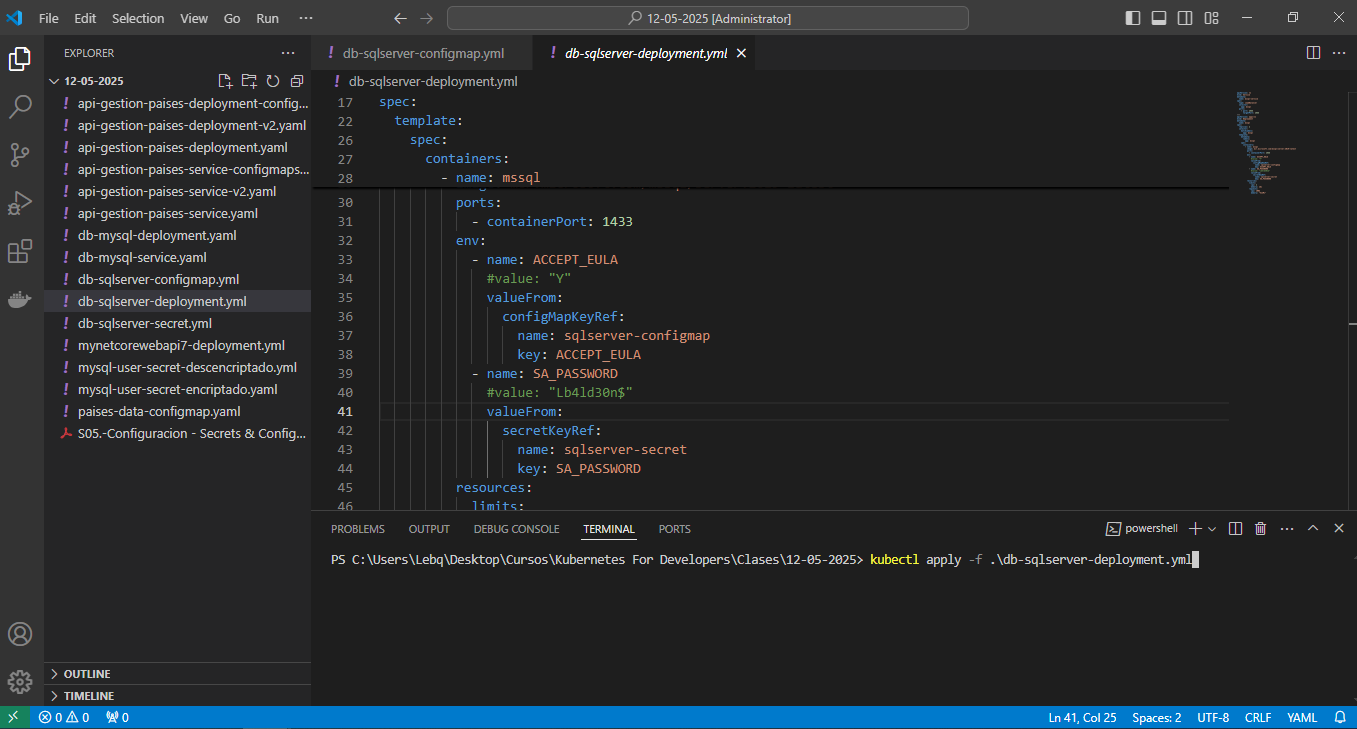 File Edit Selection View Go Run ··· 12-05-2025 [Administrator]
EXPLORER ···
12-05-2025
api-gestion-paises-deployment-config...
api-gestion-paises-deployment-v2.yaml
api-gestion-paises-deployment.yaml
api-gestion-paises-service-configmaps...
api-gestion-paises-service-v2.yaml
api-gestion-paises-service.yaml
db-mysql-deployment.yaml
db-mysql-service.yaml
db-sqlserver-configmap.yml
db-sqlserver-deployment.yml
db-sqlserver-secret.yml
mynetcorewebapi7-deployment.yml
mysql-user-secret-descencriptado.yml
mysql-user-secret-encriptado.yaml
paises-data-configmap.yaml
S05.-Configuracion - Secrets & Config...
OUTLINE
TIMELINE
db-sqlserver-configmap.yml db-sqlserver-deployment.yml
db-sqlserver-deployment.yml
17 spec:
22 template:
26 spec:
27 containers:
28 - name: mssql
30 ports:
31 - containerPort: 1433
32 env:
33 - name: ACCEPT_EULA
34 #value: "Y"
35 valueFrom:
36 configMapKeyRef:
37 name: sqlserver-configmap
38 key: ACCEPT_EULA
39 - name: SA_PASSWORD
40 #value: "Lb4ld30n$"
41 valueFrom:
42 secretKeyRef:
43 name: sqlserver-secret
44 key: SA_PASSWORD
45 resources:
46 limits:
PROBLEMS OUTPUT DEBUG CONSOLE TERMINAL PORTS powershell
PS C:\Users\Lebq\Desktop\Cursos\Kubernetes For Developers\Clases\12-05-2025> kubectl apply -f .\db-sqlserver-deployment.yml
0 0 0 Ln 41, Col 25 Spaces: 2 UTF-8 CRLF YAML